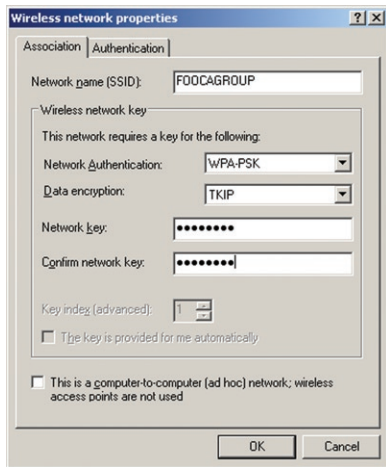 Wireless network properties
Association Authentication
Network name (SSID): FOOCAGROUP
Wireless network key
This network requires a key for the following:
Network Authentication: WPA-PSK
Data encryption: TKIP
Network key: ••••••••
Confirm network key: ••••••••
Key index (advanced): 1
The key is provided for me automatically
This is a computer-to-computer (ad hoc) network; wireless
access points are not used
OK Cancel